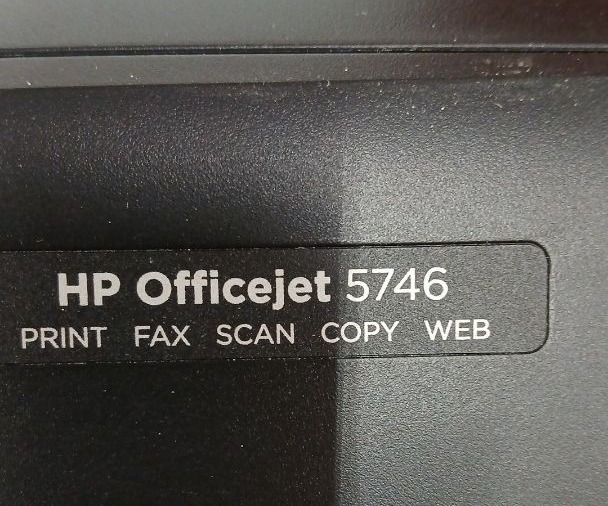 HP Officejet 5746
PRINT FAX SCAN COPY WEB